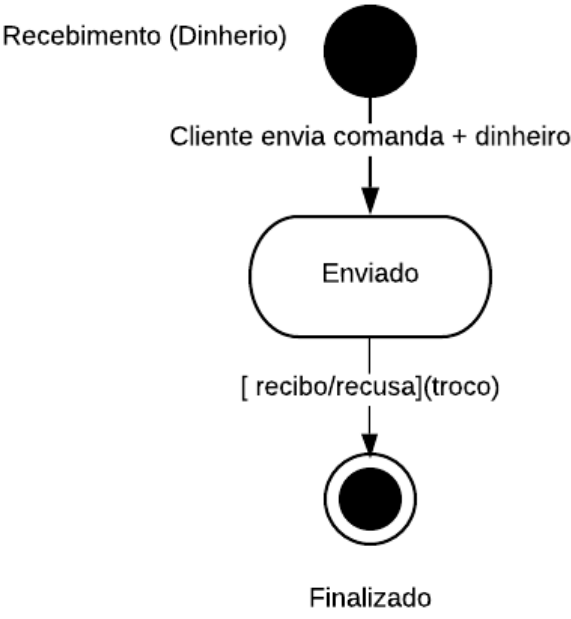 Recebimento (Dinherio)
Cliente envia comanda + dinheiro
Enviado
[ recibo/recusa](troco)
Finalizado